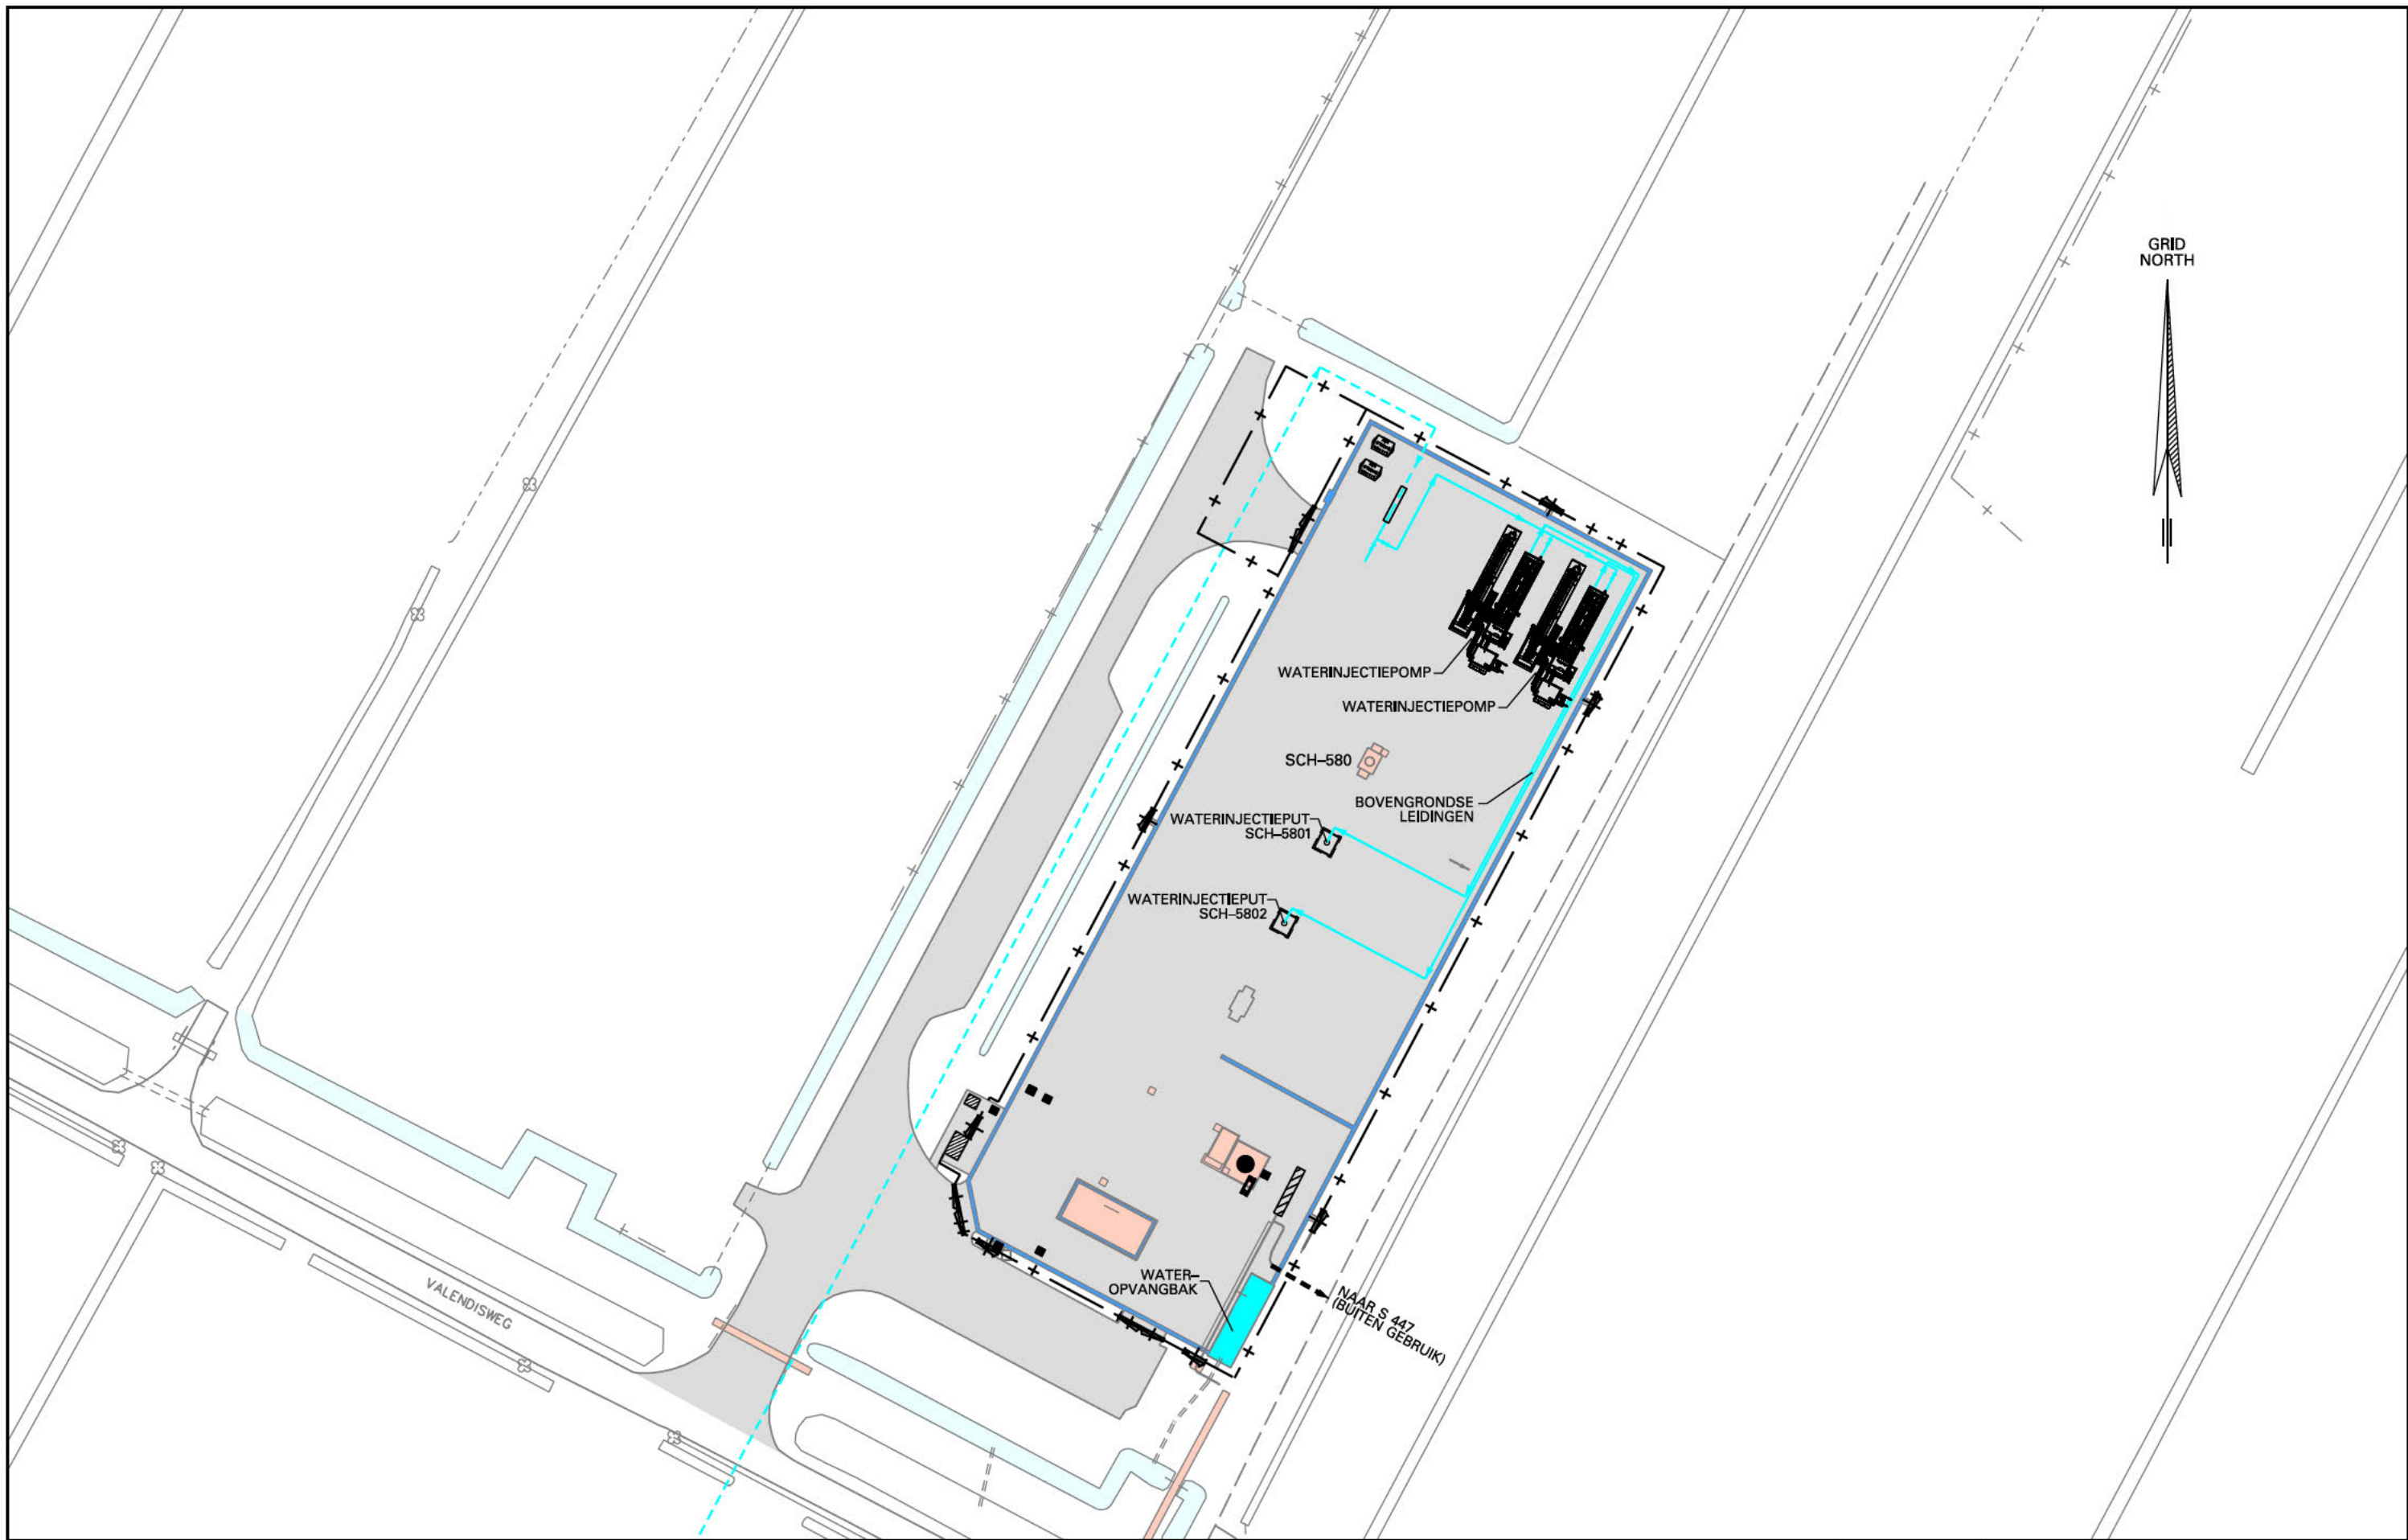 GRID
NORTH
WATERINJECTIEPOMP
WATERINJECTIEPOMP
SCH-580
BOVENGRONDSE
LEIDINGEN
WATERINJECTIEPUT
SCH-5801
WATERINJECTIEPUT
SCH-5802
WATER-
OPVANGBAK
NAAR S 447
(BUITEN GEBRUIK)
VALENDISWEG